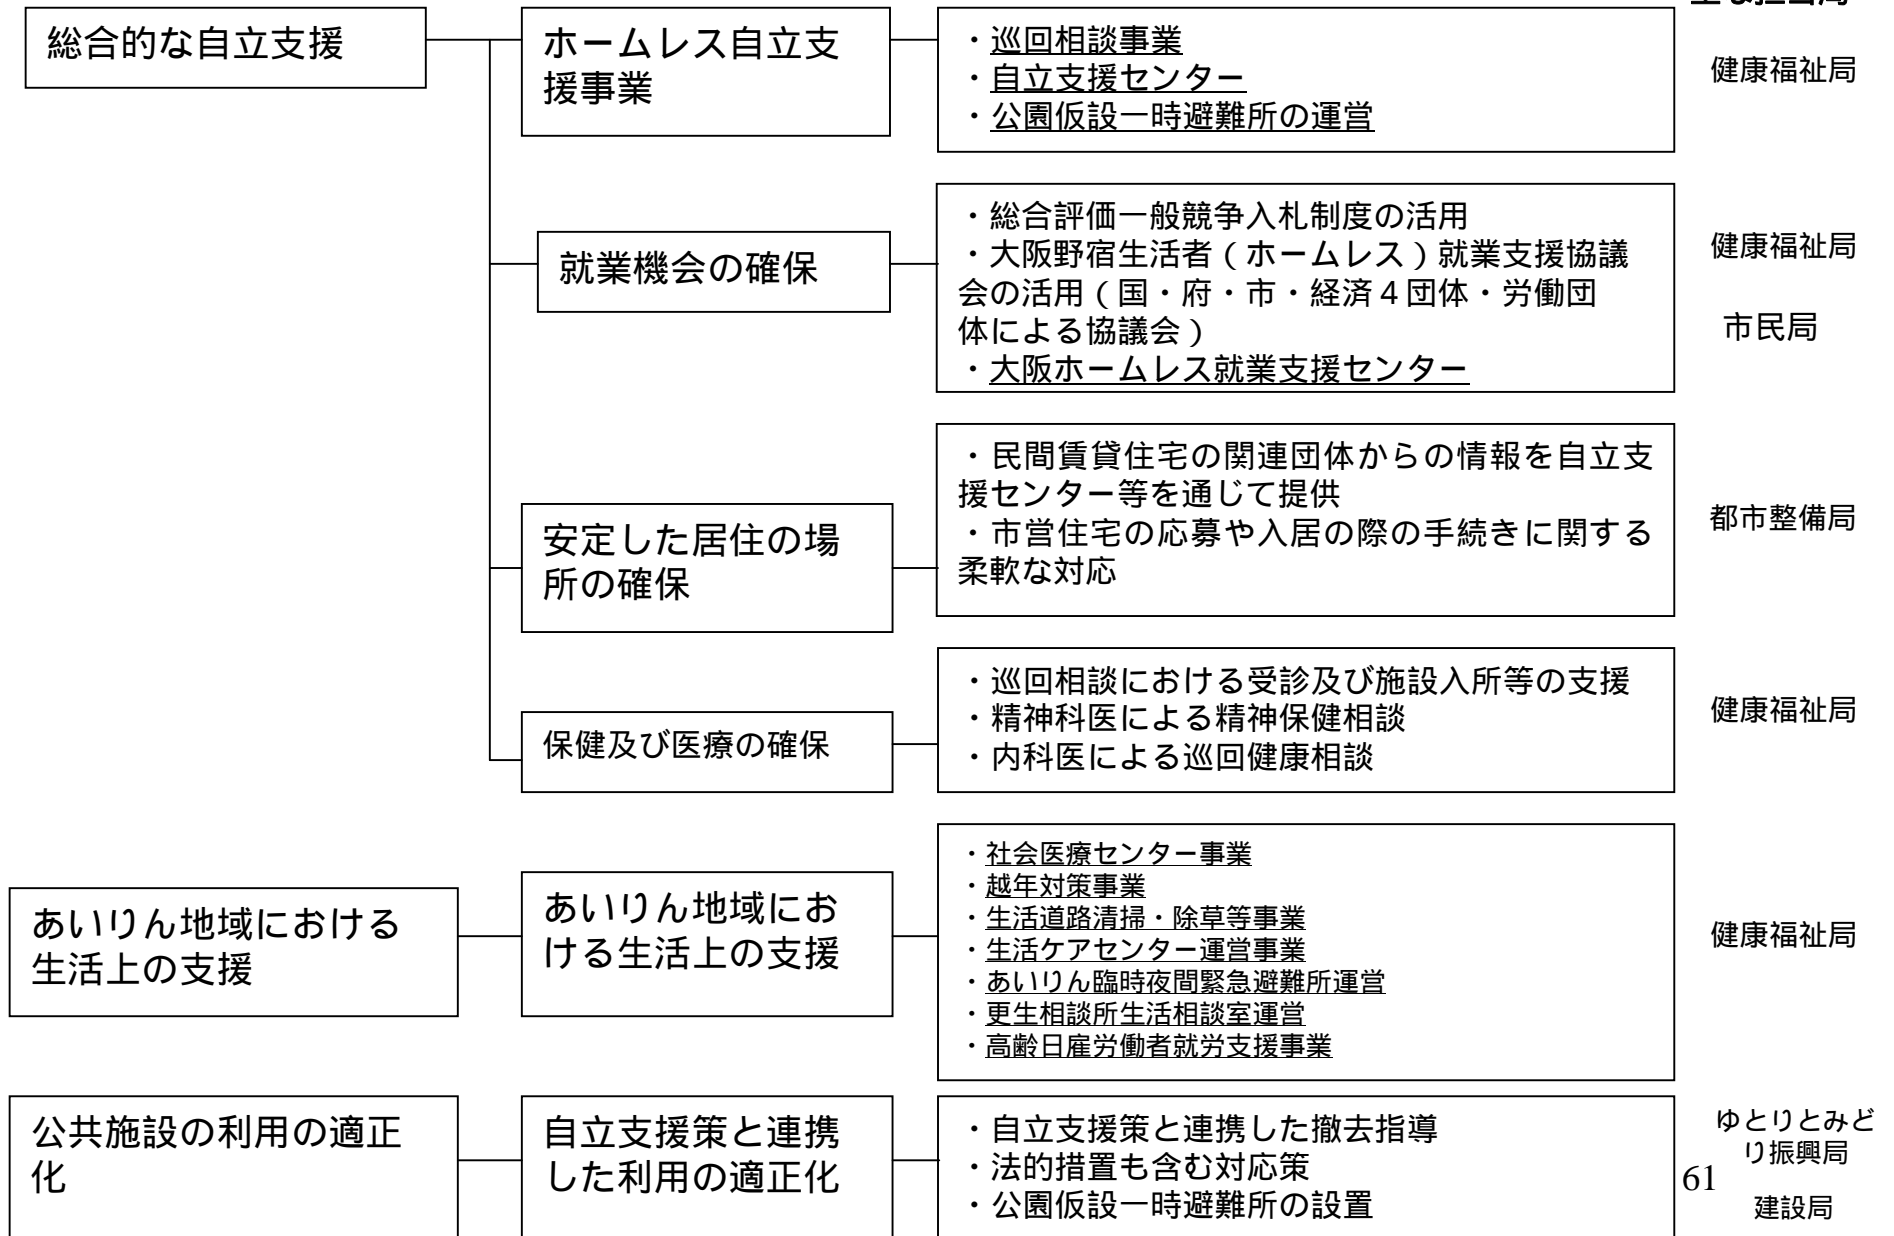 主な担当局
総合的な自立支援
ホームレス自立支
援事業
・巡回相談事業
・自立支援センター
・公園仮設一時避難所の運営
健康福祉局
就業機会の確保
・総合評価一般競争入札制度の活用
・大阪野宿生活者(ホームレス)就業支援協議
会の活用(国・府・市・経済4団体・労働団
体による協議会)
・大阪ホームレス就業支援センター
健康福祉局
市民局
安定した居住の場
所の確保
・民間賃貸住宅の関連団体からの情報を自立支
援センター等を通じて提供
・市営住宅の応募や入居の際の手続きに関する
柔軟な対応
都市整備局
保健及び医療の確保
・巡回相談における受診及び施設入所等の支援
・精神科医による精神保健相談
・内科医による巡回健康相談
健康福祉局
あいりん地域における
生活上の支援
あいりん地域にお
ける生活上の支援
・社会医療センター事業
・越年対策事業
・生活道路清掃・除草等事業
・生活ケアセンター運営事業
・あいりん臨時夜間緊急避難所運営
・更生相談所生活相談室運営
・高齢日雇労働者就労支援事業
健康福祉局
公共施設の利用の適正
化
自立支援策と連携
した利用の適正化
・自立支援策と連携した撤去指導
・法的措置も含む対応策
・公園仮設一時避難所の設置
ゆとりとみど
り振興局
建設局
61